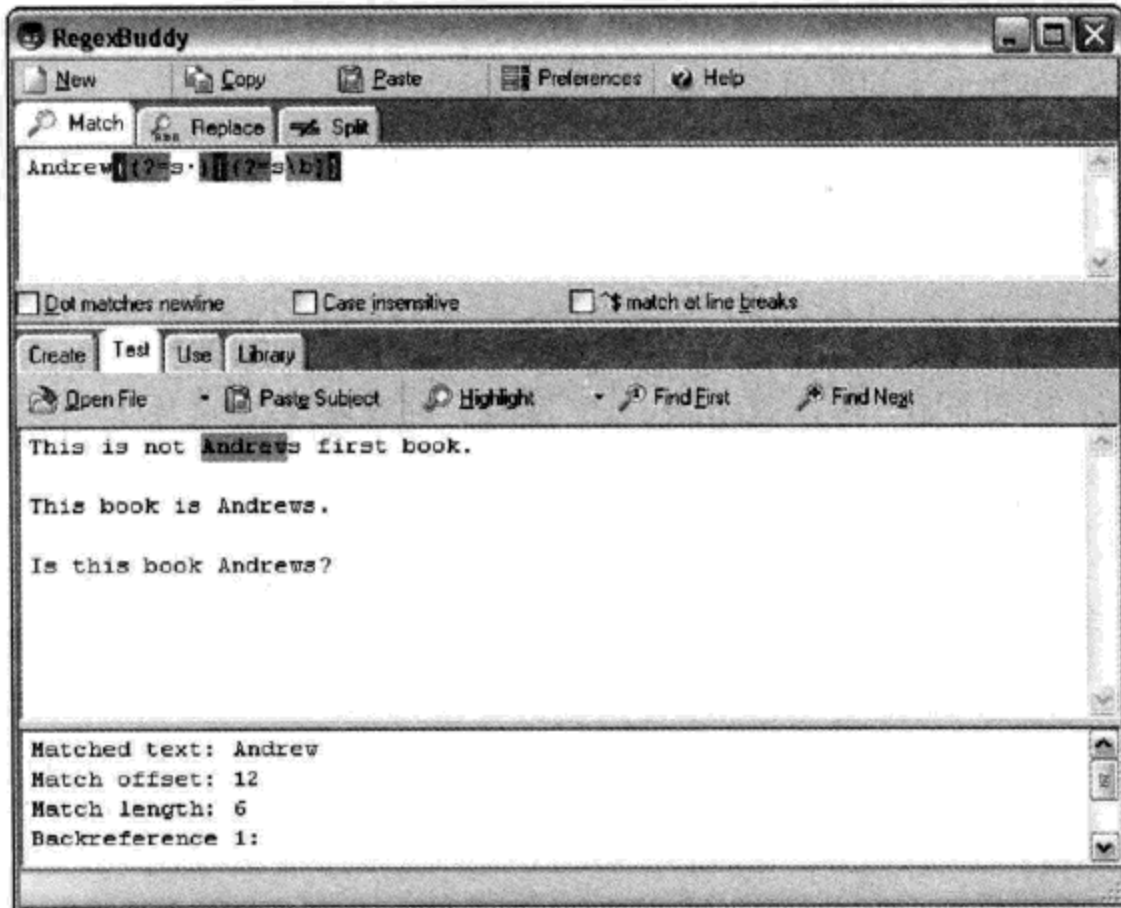 RegexBuddy
New Copy Paste Preferences Help
Match Replace Split
Andrew((?=s·)|(?=s\b))
Dot matches newline Case insensitive ^$ match at line breaks
Create Test Use Library
Open File Paste Subject Highlight Find First Find Next
This is not Andrews first book.
This book is Andrews.
Is this book Andrews?
Matched text: Andrew
Match offset: 12
Match length: 6
Backreference 1: